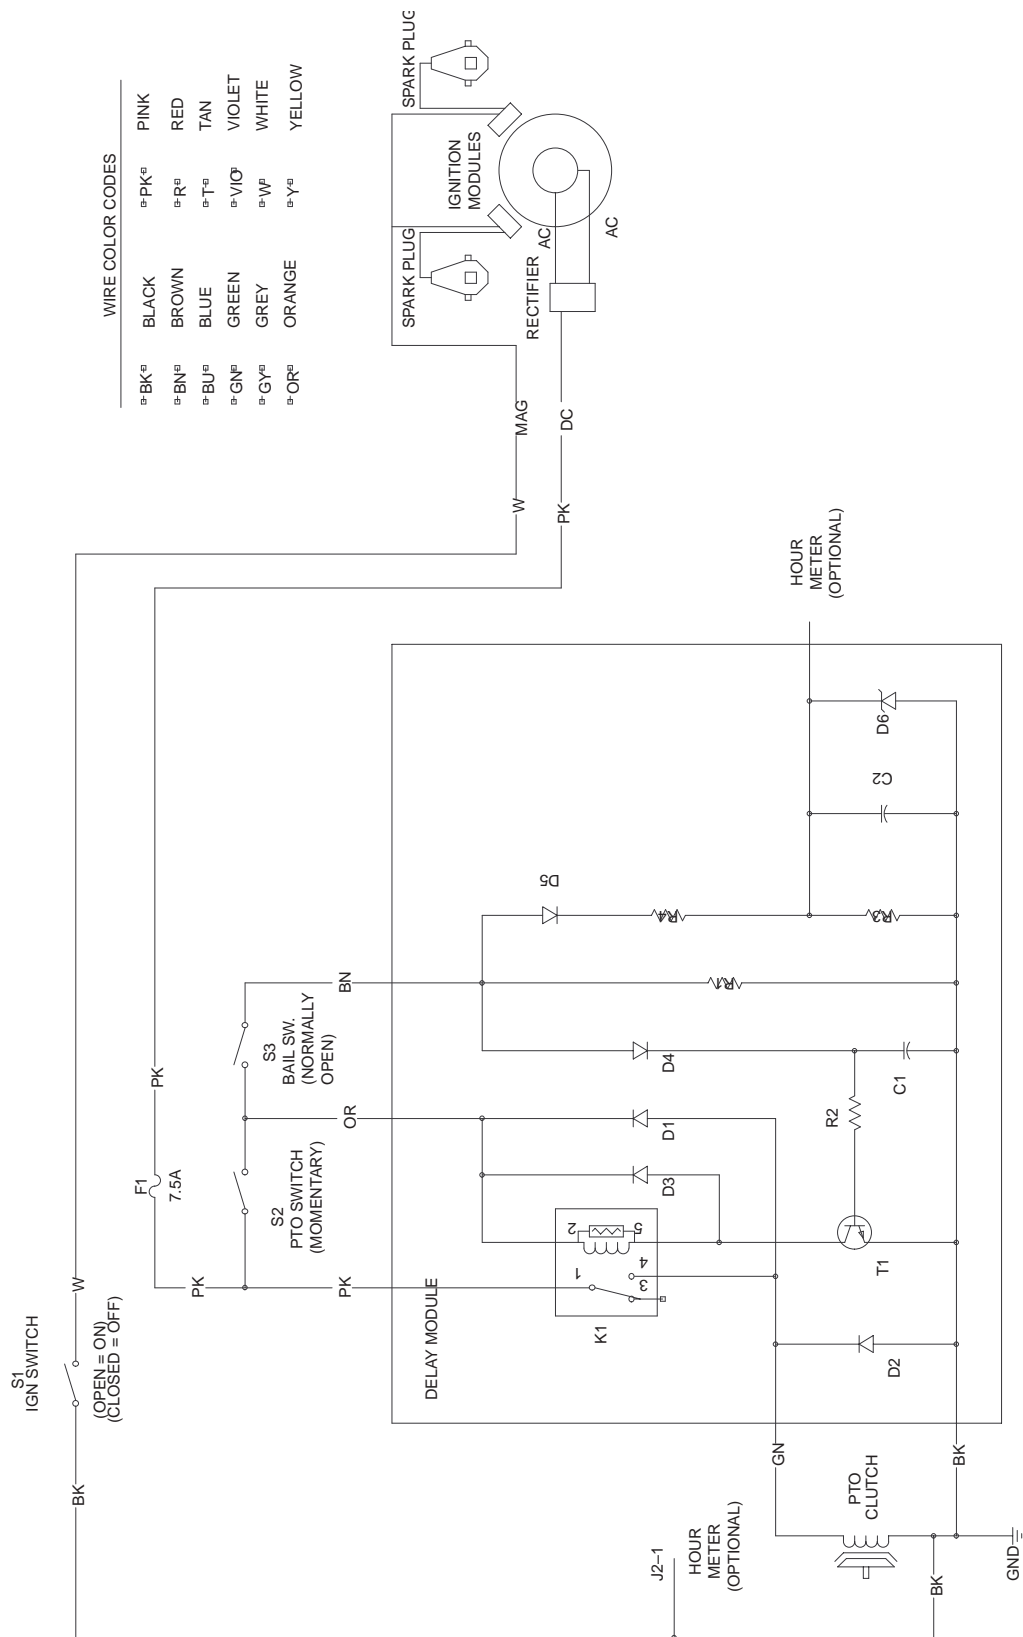 WIRE COLOR CODES
BK BLACK PK PINK
BN BROWN R RED
BU BLUE T TAN
GN GREEN VIO VIOLET
GY GREY W WHITE
OR ORANGE Y YELLOW
SPARK PLUG
SPARK PLUG
IGNITION
MODULES
AC
AC
RECTIFIER
MAG
DC
W
PK
HOUR
METER
(OPTIONAL)
S1
IGN SWITCH
(OPEN = ON)
(CLOSED = OFF)
W
BK
F1
7.5A
PK
PK
S2
PTO SWITCH
(MOMENTARY)
S3
BAIL SW.
(NORMALLY
OPEN)
PK
OR
BN
DELAY MODULE
K1
1
2
3
4
5
D3
D1
D4
D5
R1
R4
R3
R2
C1
C2
D6
T1
D2
GN
BK
PTO
CLUTCH
J2-1
HOUR
METER
(OPTIONAL)
BK
GND